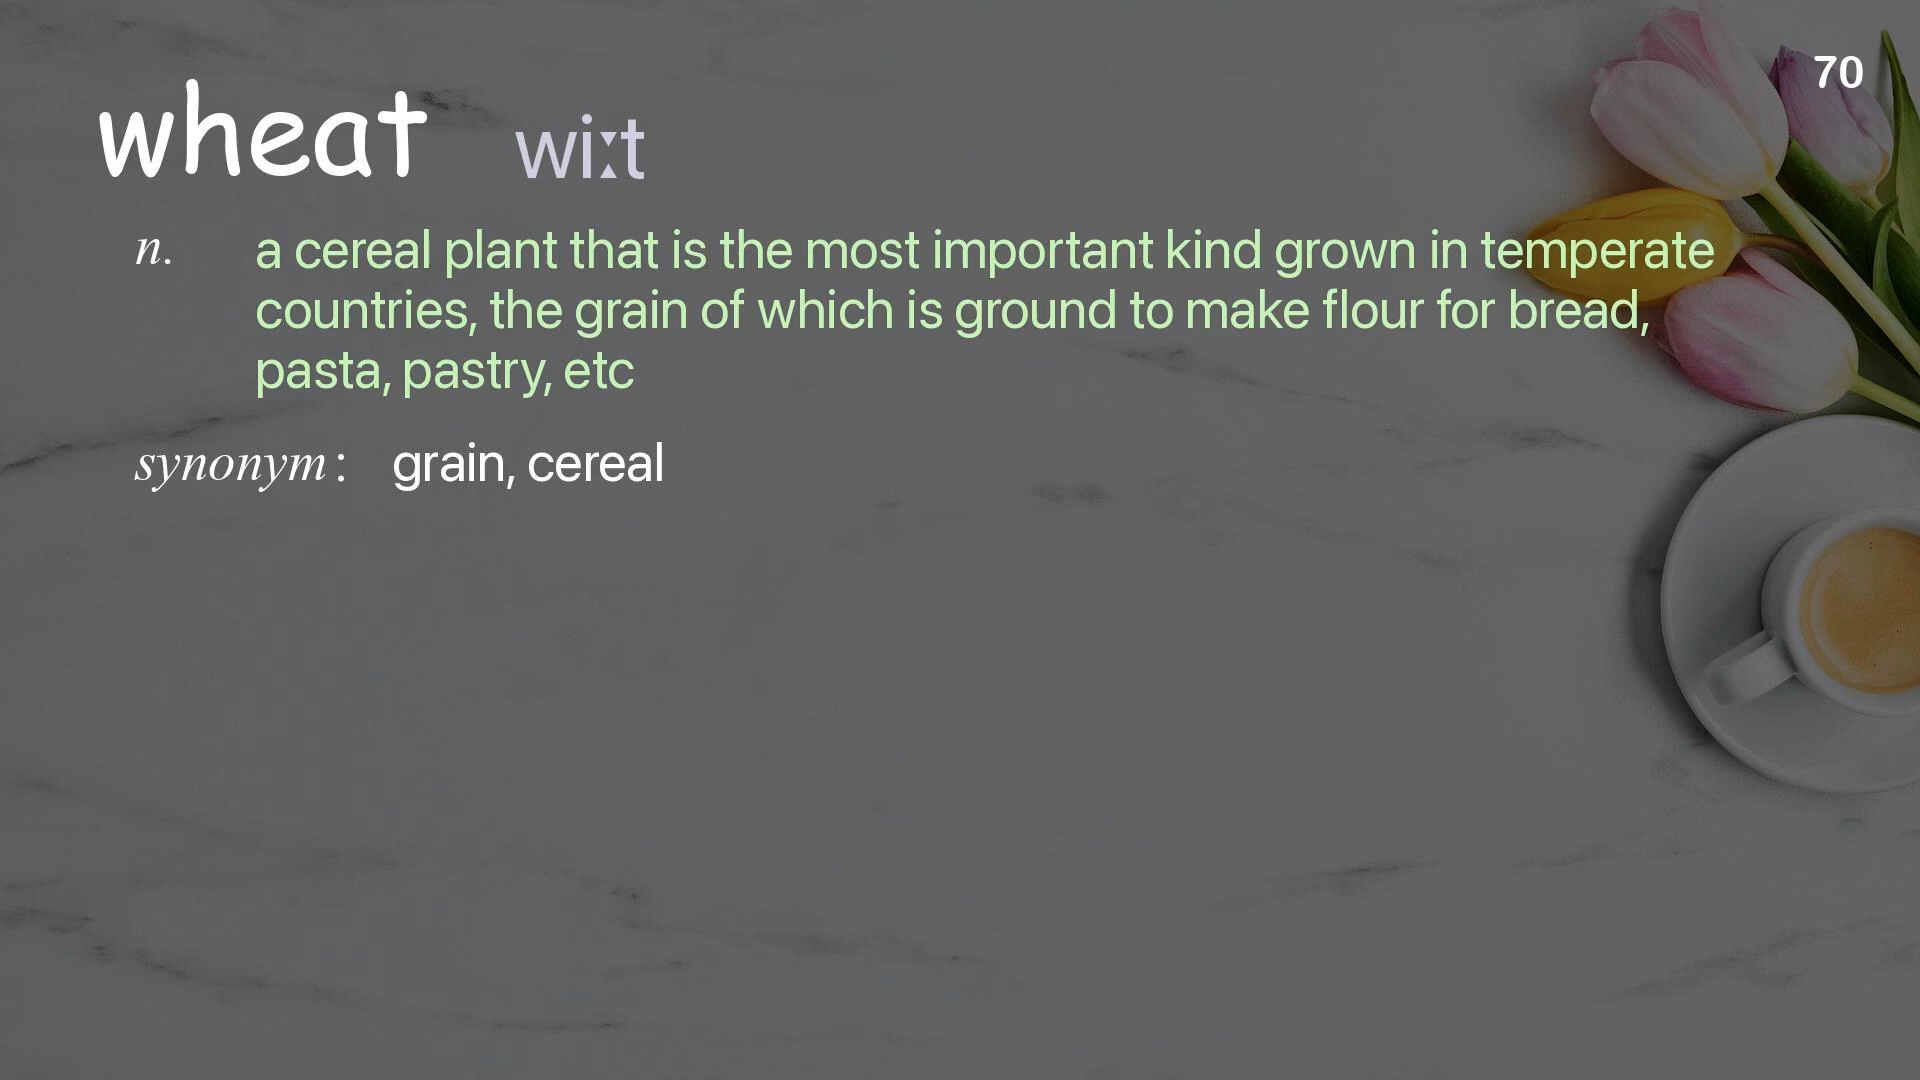 70
wheat wiːt
n. a cereal plant that is the most important kind grown in temperate
countries, the grain of which is ground to make flour for bread,
pasta, pastry, etc
synonym: grain, cereal